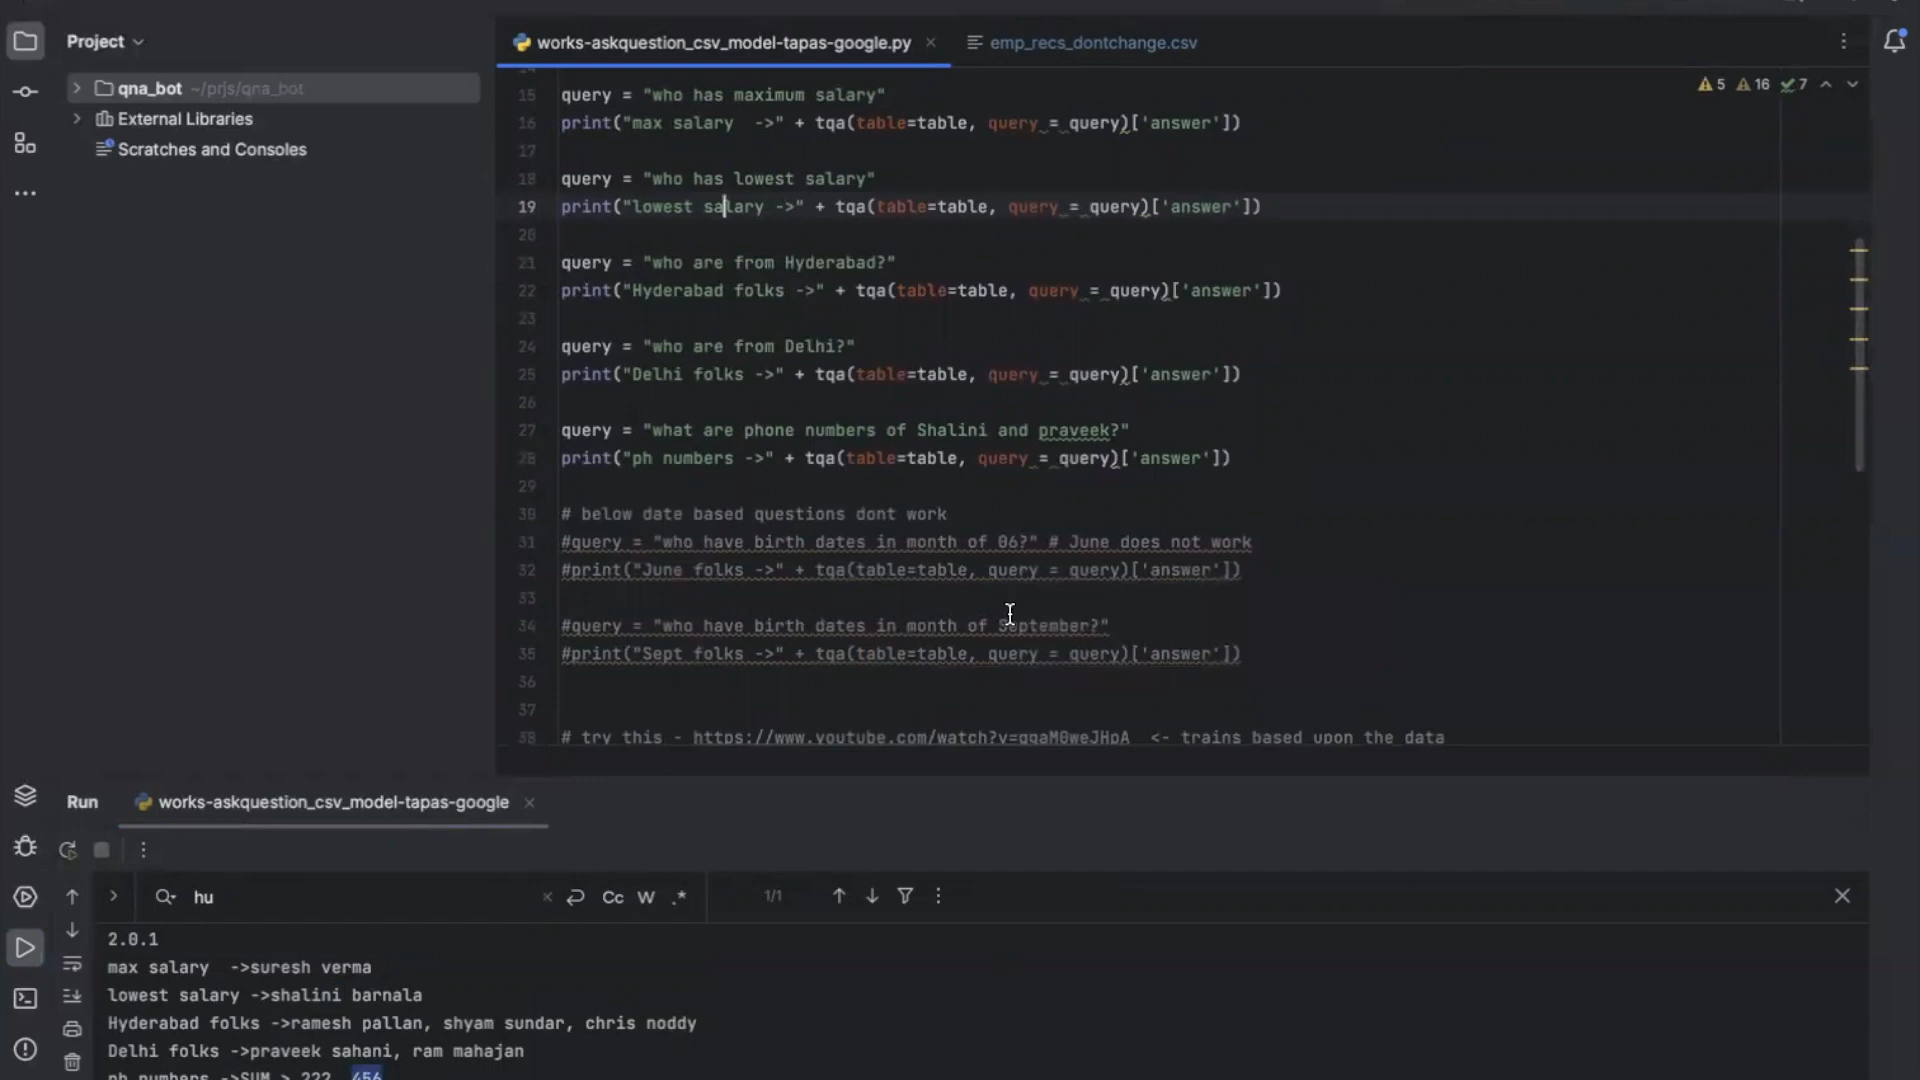 Project
works-askquestion_csv_model-tapas-google.py
emp_recs_dontchange.csv
qna_bot ~/prjs/qna_bot
External Libraries
Scratches and Consoles
5 16 7
15 query = "who has maximum salary"
16 print("max salary  ->" + tqa(table=table, query = query)['answer'])
17
18 query = "who has lowest salary"
19 print("lowest salary ->" + tqa(table=table, query = query)['answer'])
20
21 query = "who are from Hyderabad?"
22 print("Hyderabad folks ->" + tqa(table=table, query = query)['answer'])
23
24 query = "who are from Delhi?"
25 print("Delhi folks ->" + tqa(table=table, query = query)['answer'])
26
27 query = "what are phone numbers of Shalini and praveek?"
28 print("ph numbers ->" + tqa(table=table, query = query)['answer'])
29
30 # below date based questions dont work
31 #query = "who have birth dates in month of 06?" # June does not work
32 #print("June folks ->" + tqa(table=table, query = query)['answer'])
33
34 #query = "who have birth dates in month of September?"
35 #print("Sept folks ->" + tqa(table=table, query = query)['answer'])
36
37
38 # try this - <- trains based upon the data
Run works-askquestion_csv_model-tapas-google
hu
Cc W .*
1/1
2.0.1
max salary  ->suresh verma
lowest salary ->shalini barnala
Hyderabad folks ->ramesh pallan, shyam sundar, chris noddy
Delhi folks ->praveek sahani, ram mahajan
ph numbers ->SUM > 222, 456